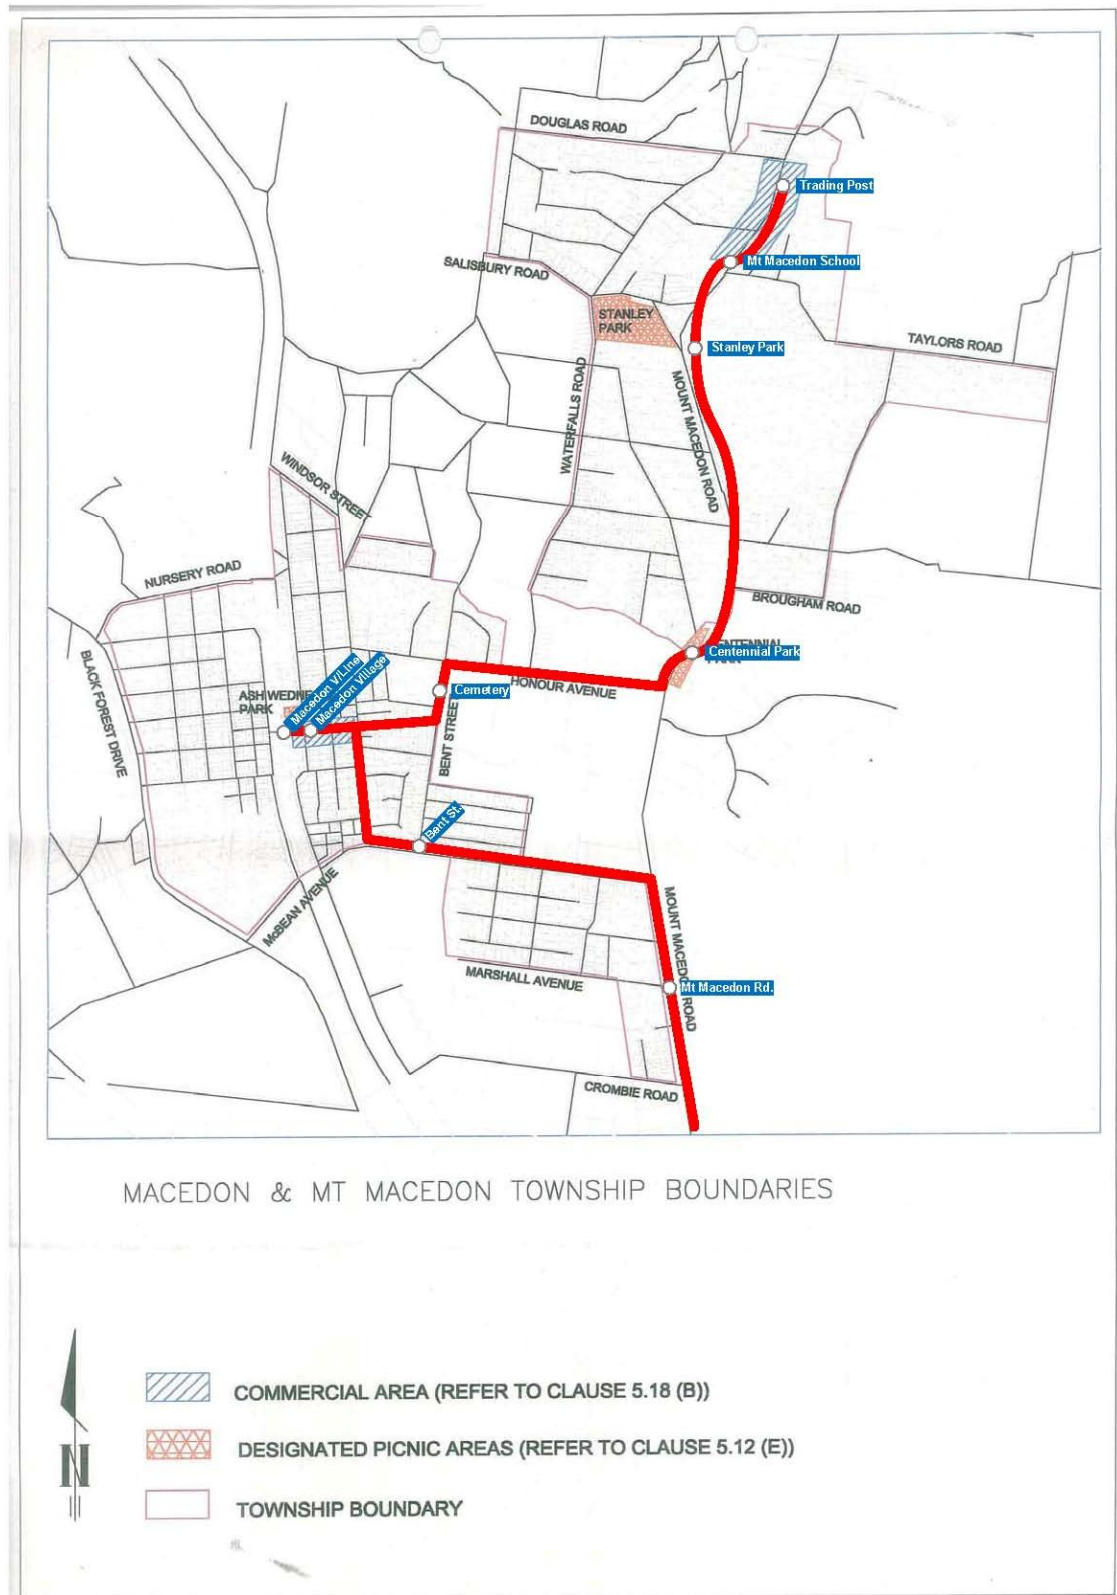 DOUGLAS ROAD
Trading Post
SALISBURY ROAD
Mt Macedon School
STANLEY
PARK
Stanley Park
TAYLORS ROAD
WATERFALLS ROAD
MOUNT MACEDON ROAD
WINDSOR STREET
NURSERY ROAD
BROUGHAM ROAD
Centennial Park
BLACK FOREST DRIVE
ASH WEDNE
PARK
Macedon V/Line
Macedon Village
Cemetery
HONOUR AVENUE
BENT STREET
Bent St.
McBEAN AVENUE
MARSHALL AVENUE
MOUNT MACEDON ROAD
Mt Macedon Rd.
CROMBIE ROAD
MACEDON & MT MACEDON TOWNSHIP BOUNDARIES
N
COMMERCIAL AREA (REFER TO CLAUSE 5.18 (B))
DESIGNATED PICNIC AREAS (REFER TO CLAUSE 5.12 (E))
TOWNSHIP BOUNDARY